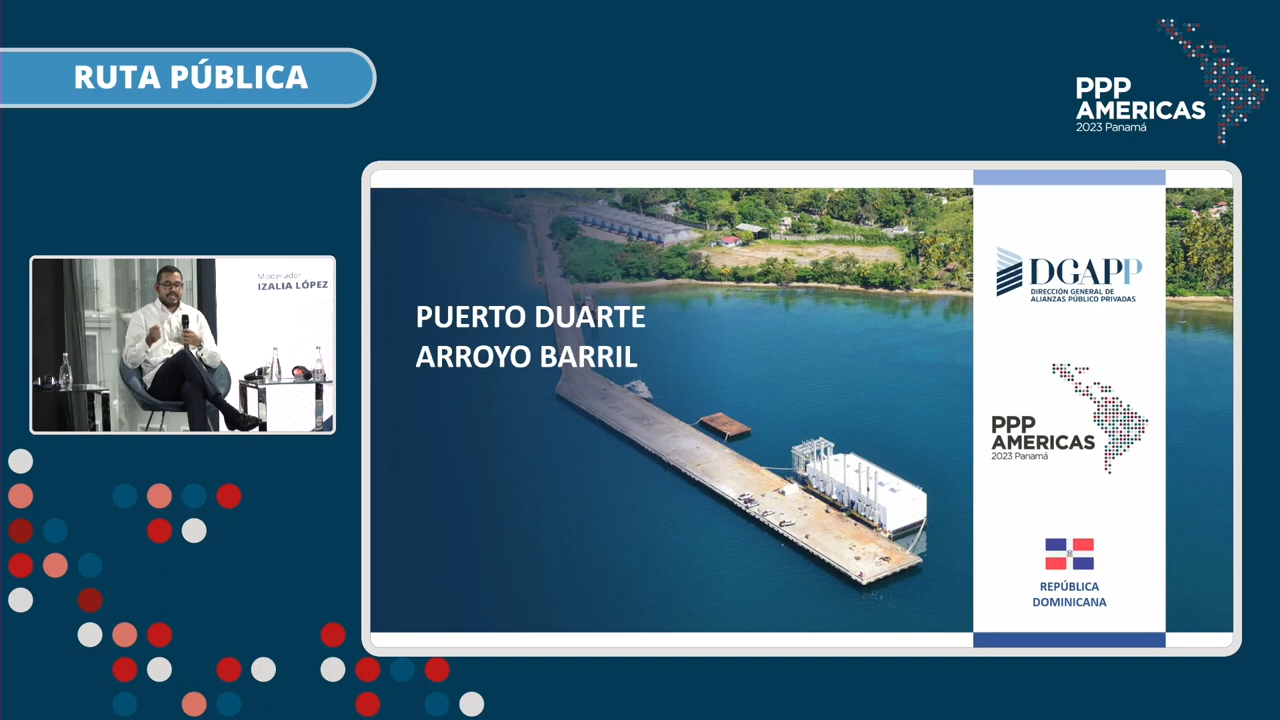 RUTA PÚBLICA
PPP
AMERICAS
2023 Panamá
Moderador
IZALIA LÓPEZ
PUERTO DUARTE
ARROYO BARRIL
DGAPP
DIRECCIÓN GENERAL DE
ALIANZAS PÚBLICO PRIVADAS
PPP
AMERICAS
2023 Panamá
REPÚBLICA
DOMINICANA